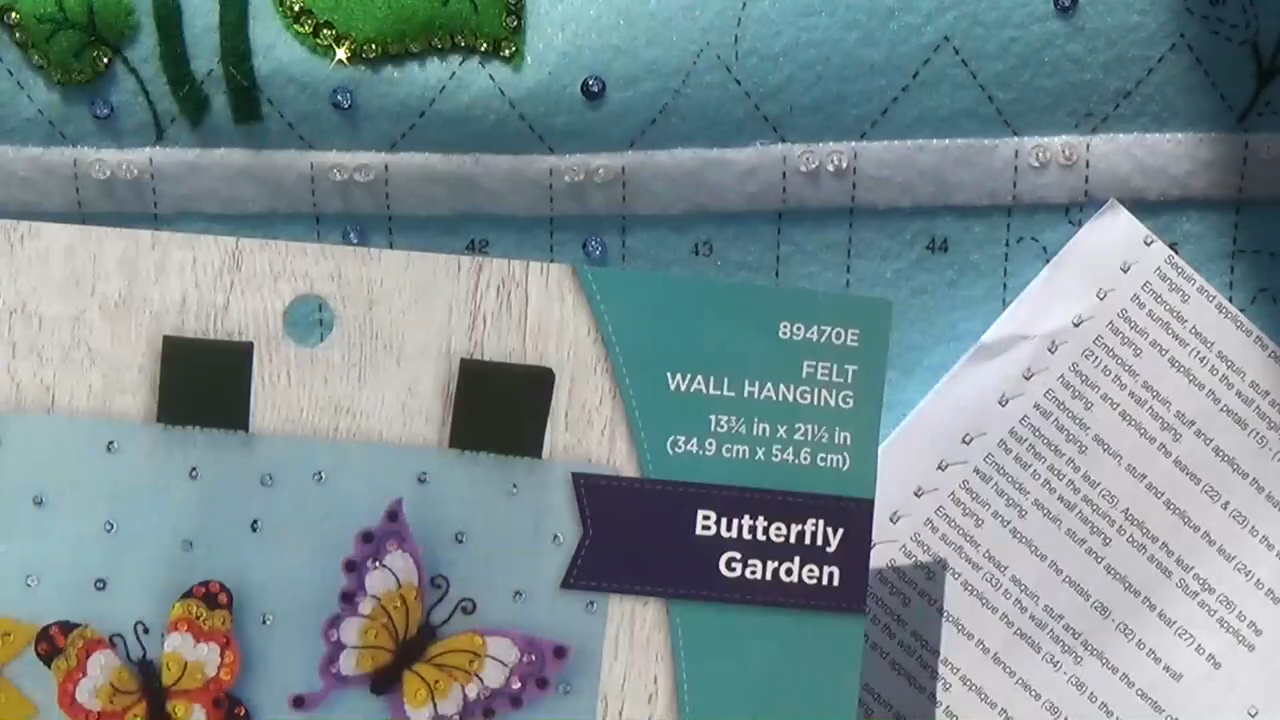 42
43
44
89470E
FELT
WALL HANGING
13¾ in x 21½ in
(34.9 cm x 54.6 cm)
Butterfly
Garden
Sequin and applique the
hanging.
Embroider, bead, sequin, stuff
the sunflower (14) to the wall hanging.
Sequin and applique the petals (15) -
hanging.
Embroider, sequin, stuff and applique the
(21) to the wall hanging.
Sequin and applique the leaves (22) & (23) to the
hanging.
Embroider, sequin, stuff and applique the leaf (24) to the
wall hanging.
Embroider the leaf (25). Applique the leaf edge (26) to the
leaf then add the sequins to both areas. Stuff and applique
the leaf to the wall hanging.
Embroider, sequin, stuff and applique the leaf (27) to the
wall hanging.
Sequin and applique the petals (28) - (32) to the wall
hanging.
Embroider, bead, sequin, stuff and applique the center of
the sunflower (33) to the wall hanging.
Sequin and applique the petals (34) - (38) to the
hanging.
Sequin and applique the fence piece (39)